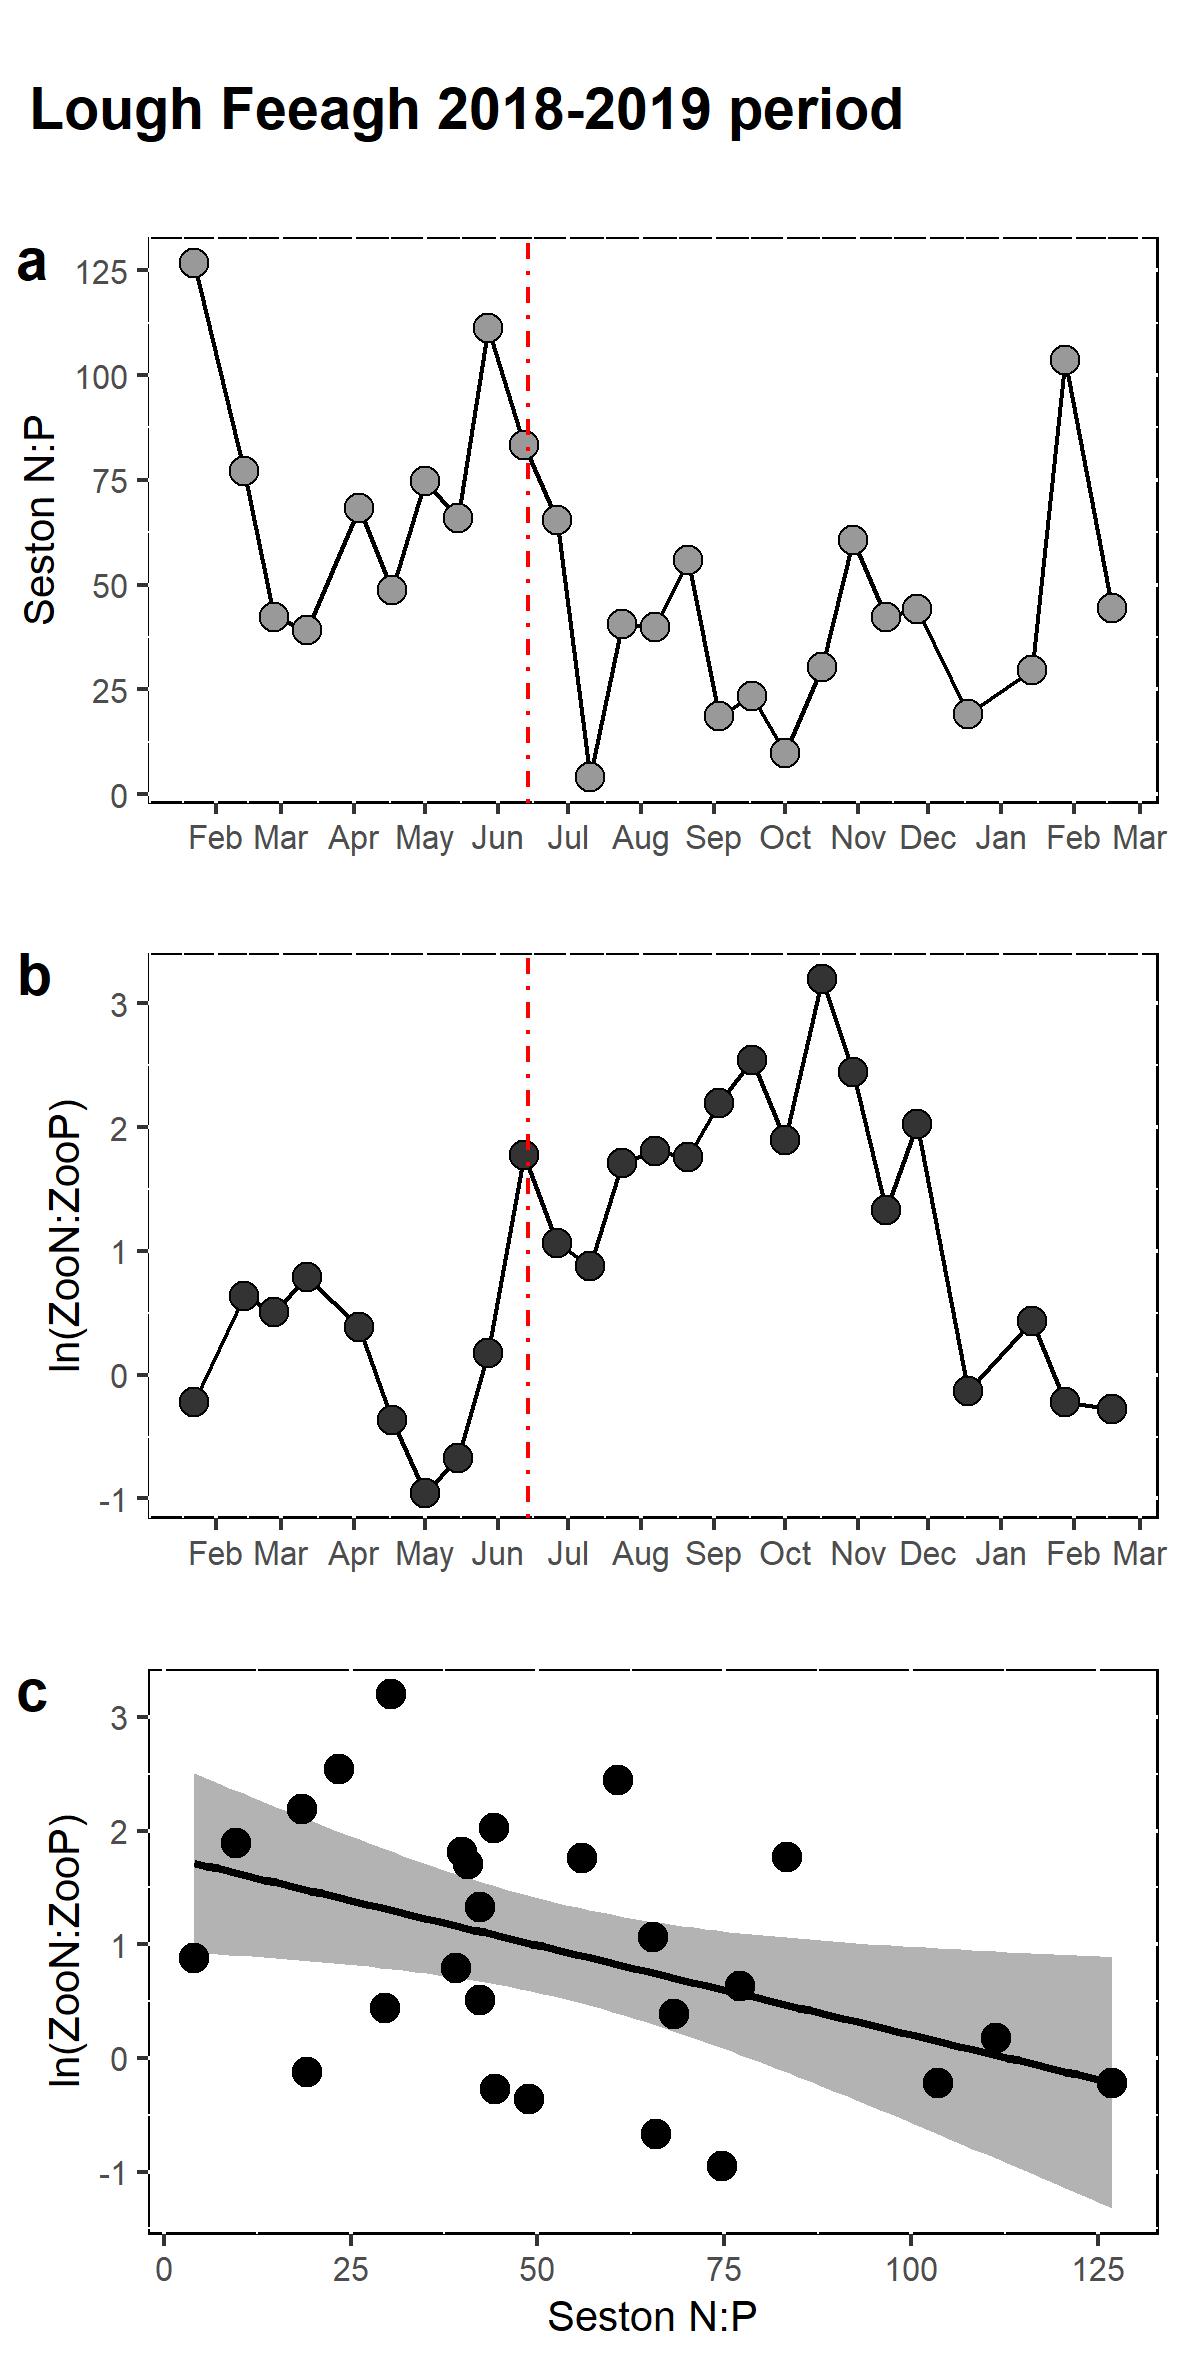 Lough Feeagh 2018-2019 period
a
Seston N:P
125
100
75
50
25
0
Feb Mar Apr May Jun Jul Aug Sep Oct Nov Dec Jan Feb Mar
b
ln(ZooN:ZooP)
3
2
1
0
-1
Feb Mar Apr May Jun Jul Aug Sep Oct Nov Dec Jan Feb Mar
c
ln(ZooN:ZooP)
3
2
1
0
-1
0 25 50 75 100 125
Seston N:P